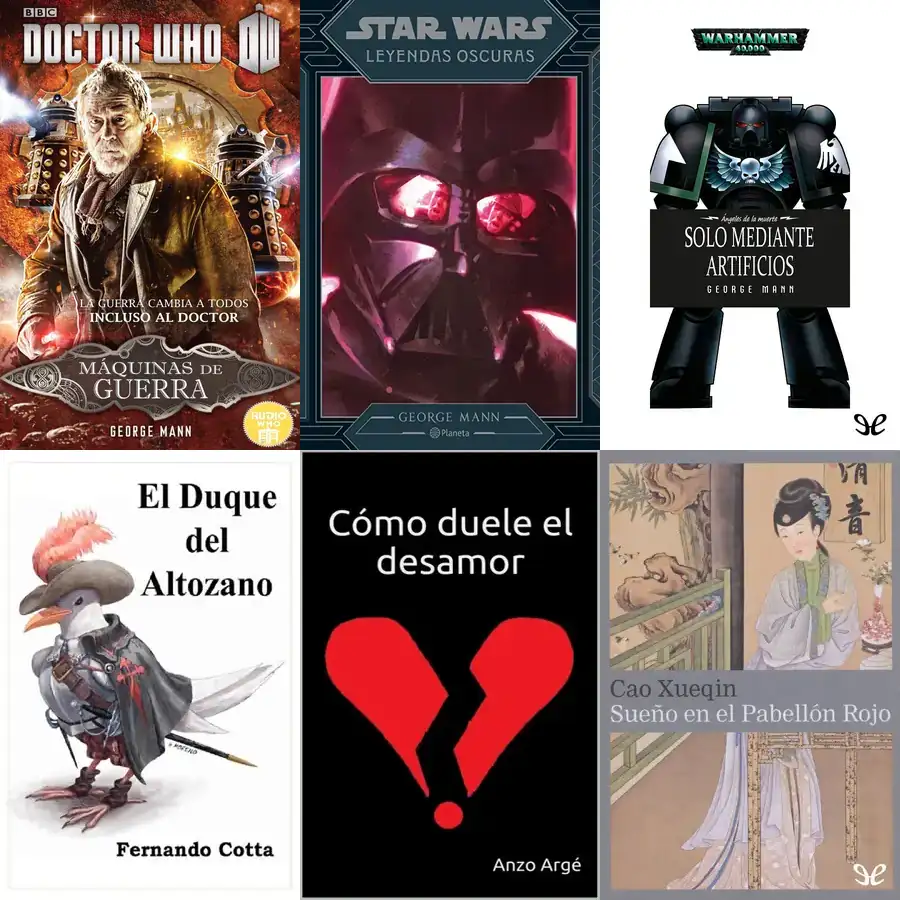 BBC
DOCTOR WHO
LA GUERRA CAMBIA A TODOS
INCLUSO AL DOCTOR
MÁQUINAS DE
GUERRA
GEORGE MANN
AUDIO
WHO
STAR WARS
LEYENDAS OSCURAS
GEORGE MANN
Planeta
WARHAMMER
40,000
Ángeles de la muerte
SOLO MEDIANTE
ARTIFICIOS
GEORGE MANN
El Duque
del
Altozano
Fernando Cotta
Cómo duele el
desamor
Anzo Argé
清
音
Cao Xueqin
Sueño en el Pabellón Rojo